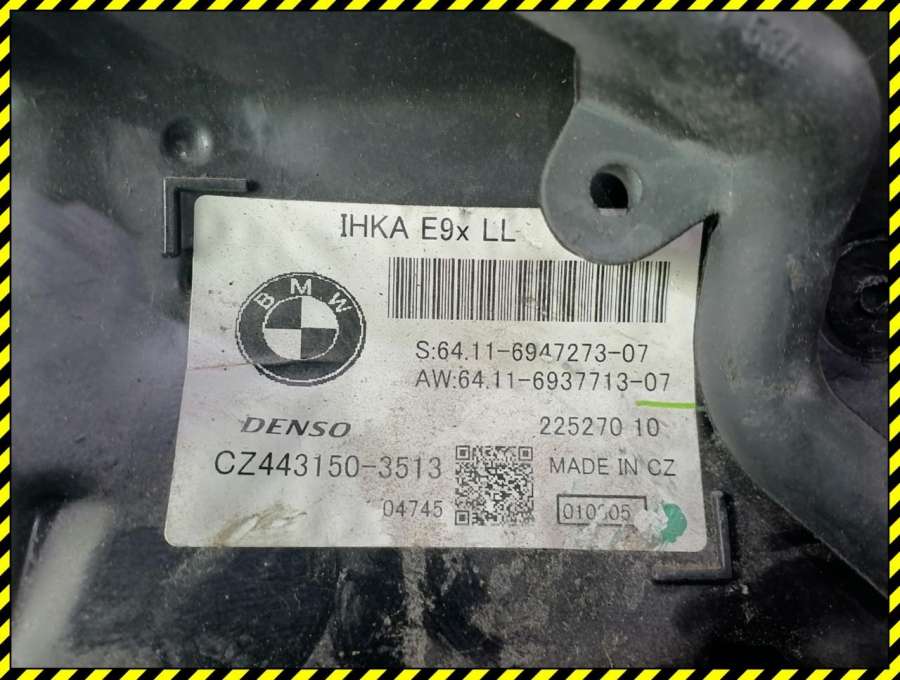 IHKA E9x LL
BMW
S:64.11-6947273-07
AW:64.11-6937713-07
DENSO
225270 10
CZ443150-3513
MADE IN CZ
04745